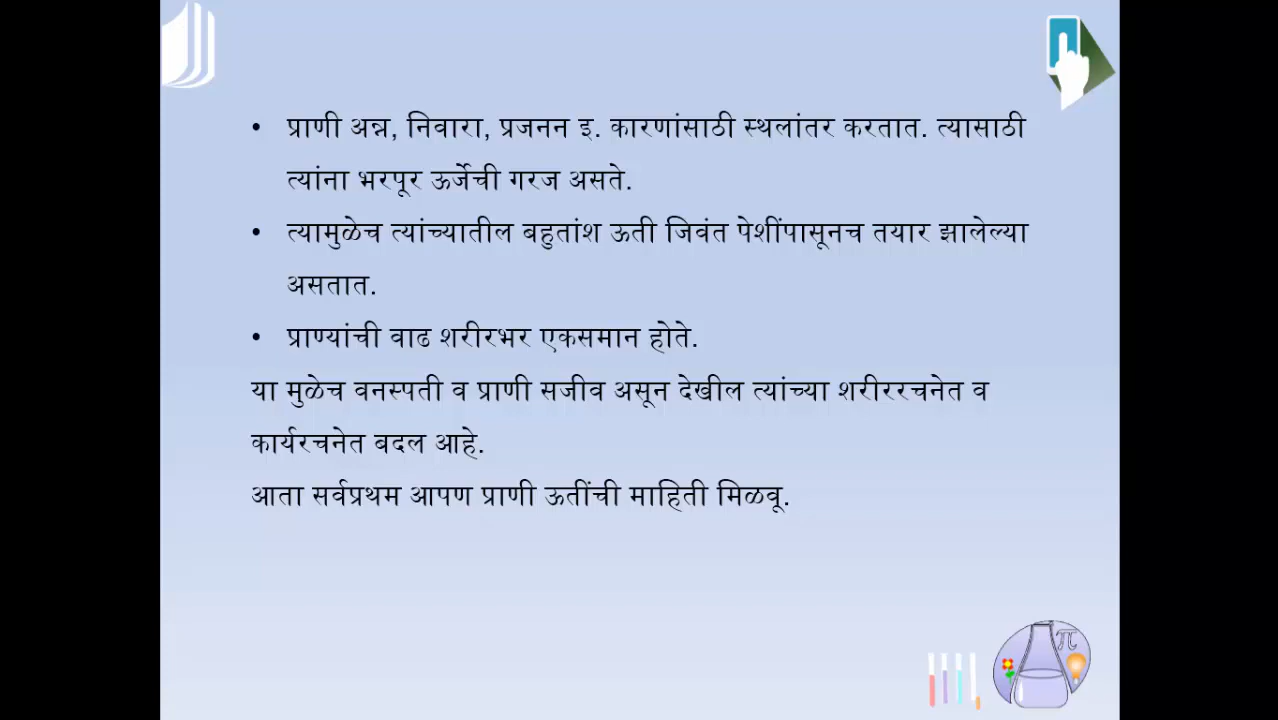 • प्राणी अन्न, निवारा, प्रजनन इ. कारणांसाठी स्थलांतर करतात. त्यासाठी
त्यांना भरपूर ऊर्जेची गरज असते.
• त्यामुळेच त्यांच्यातील बहुतांश ऊती जिवंत पेशींपासूनच तयार झालेल्या
असतात.
• प्राण्यांची वाढ शरीरभर एकसमान होते.
या मुळेच वनस्पती व प्राणी सजीव असून देखील त्यांच्या शरीररचनेत व
कार्यरचनेत बदल आहे.
आता सर्वप्रथम आपण प्राणी ऊतींची माहिती मिळवू.
π